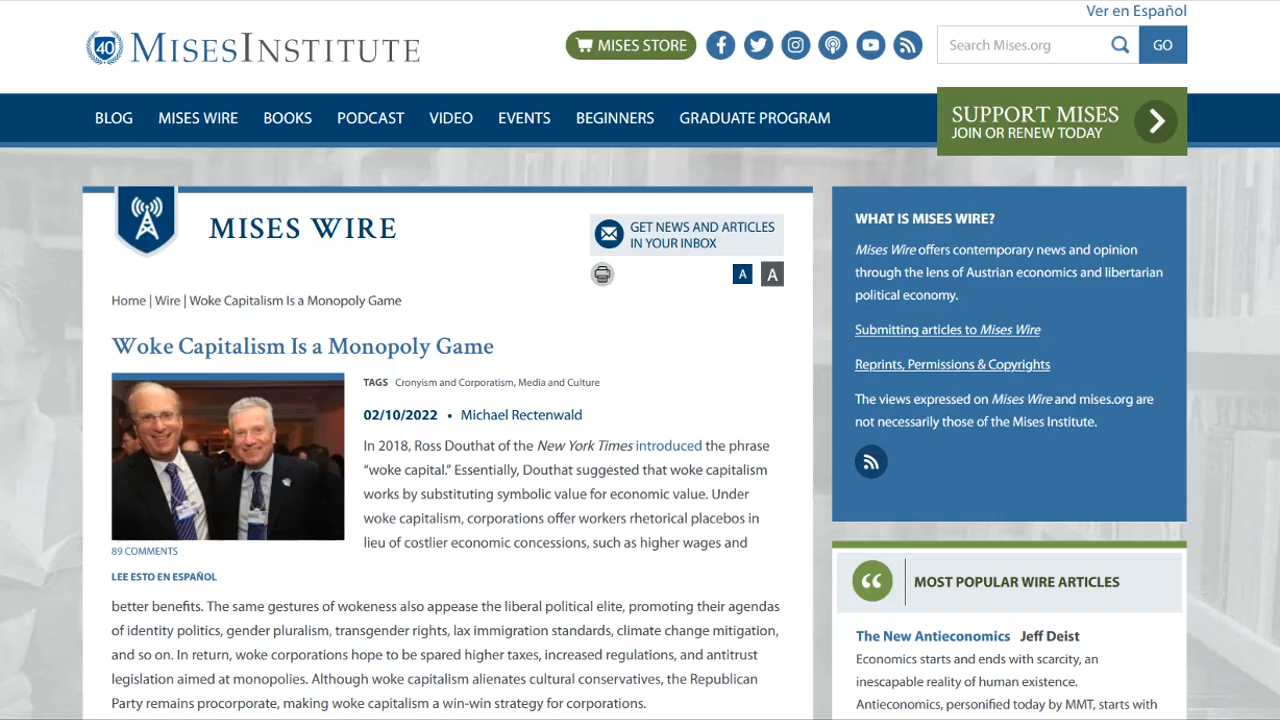 Ver en Español
40 MISESINSTITUTE
MISES STORE
Search Mises.org
GO
BLOG MISES WIRE BOOKS PODCAST VIDEO EVENTS BEGINNERS GRADUATE PROGRAM
SUPPORT MISES
JOIN OR RENEW TODAY
MISES WIRE
GET NEWS AND ARTICLES
IN YOUR INBOX
A A
Home | Wire | Woke Capitalism Is a Monopoly Game
Woke Capitalism Is a Monopoly Game
TAGS Cronyism and Corporatism, Media and Culture
02/10/2022 • Michael Rectenwald
In 2018, Ross Douthat of the New York Times introduced the phrase
“woke capital.” Essentially, Douthat suggested that woke capitalism
works by substituting symbolic value for economic value. Under
woke capitalism, corporations offer workers rhetorical placebos in
lieu of costlier economic concessions, such as higher wages and
89 COMMENTS
LEE ESTO EN ESPAÑOL
better benefits. The same gestures of wokeness also appease the liberal political elite, promoting their agendas
of identity politics, gender pluralism, transgender rights, lax immigration standards, climate change mitigation,
and so on. In return, woke corporations hope to be spared higher taxes, increased regulations, and antitrust
legislation aimed at monopolies. Although woke capitalism alienates cultural conservatives, the Republican
Party remains procorporate, making woke capitalism a win-win strategy for corporations.
WHAT IS MISES WIRE?
Mises Wire offers contemporary news and opinion
through the lens of Austrian economics and libertarian
political economy.
Submitting articles to Mises Wire
Reprints, Permissions & Copyrights
The views expressed on Mises Wire and mises.org are
not necessarily those of the Mises Institute.
MOST POPULAR WIRE ARTICLES
The New Antieconomics Jeff Deist
Economics starts and ends with scarcity, an
inescapable reality of human existence.
Antieconomics, personified today by MMT, starts with